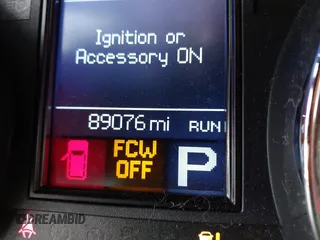 Ignition or
Accessory ON
89076 mi RUN
FCW
OFF
P
DREAMBID